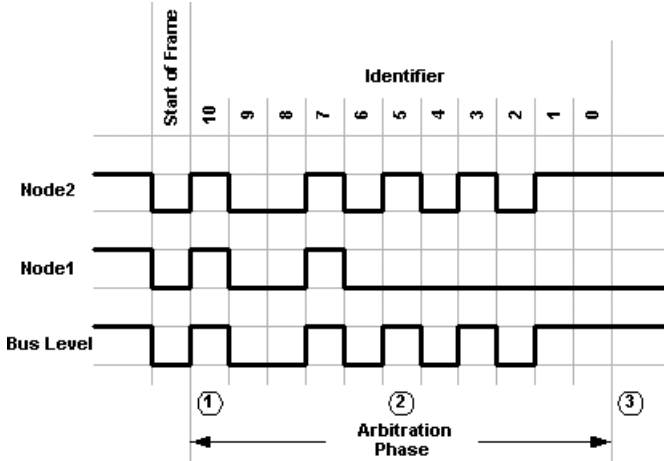 Start of Frame
Identifier
10 9 8 7 6 5 4 3 2 1 0
Node2
Node1
Bus Level
1 2 3
Arbitration
Phase